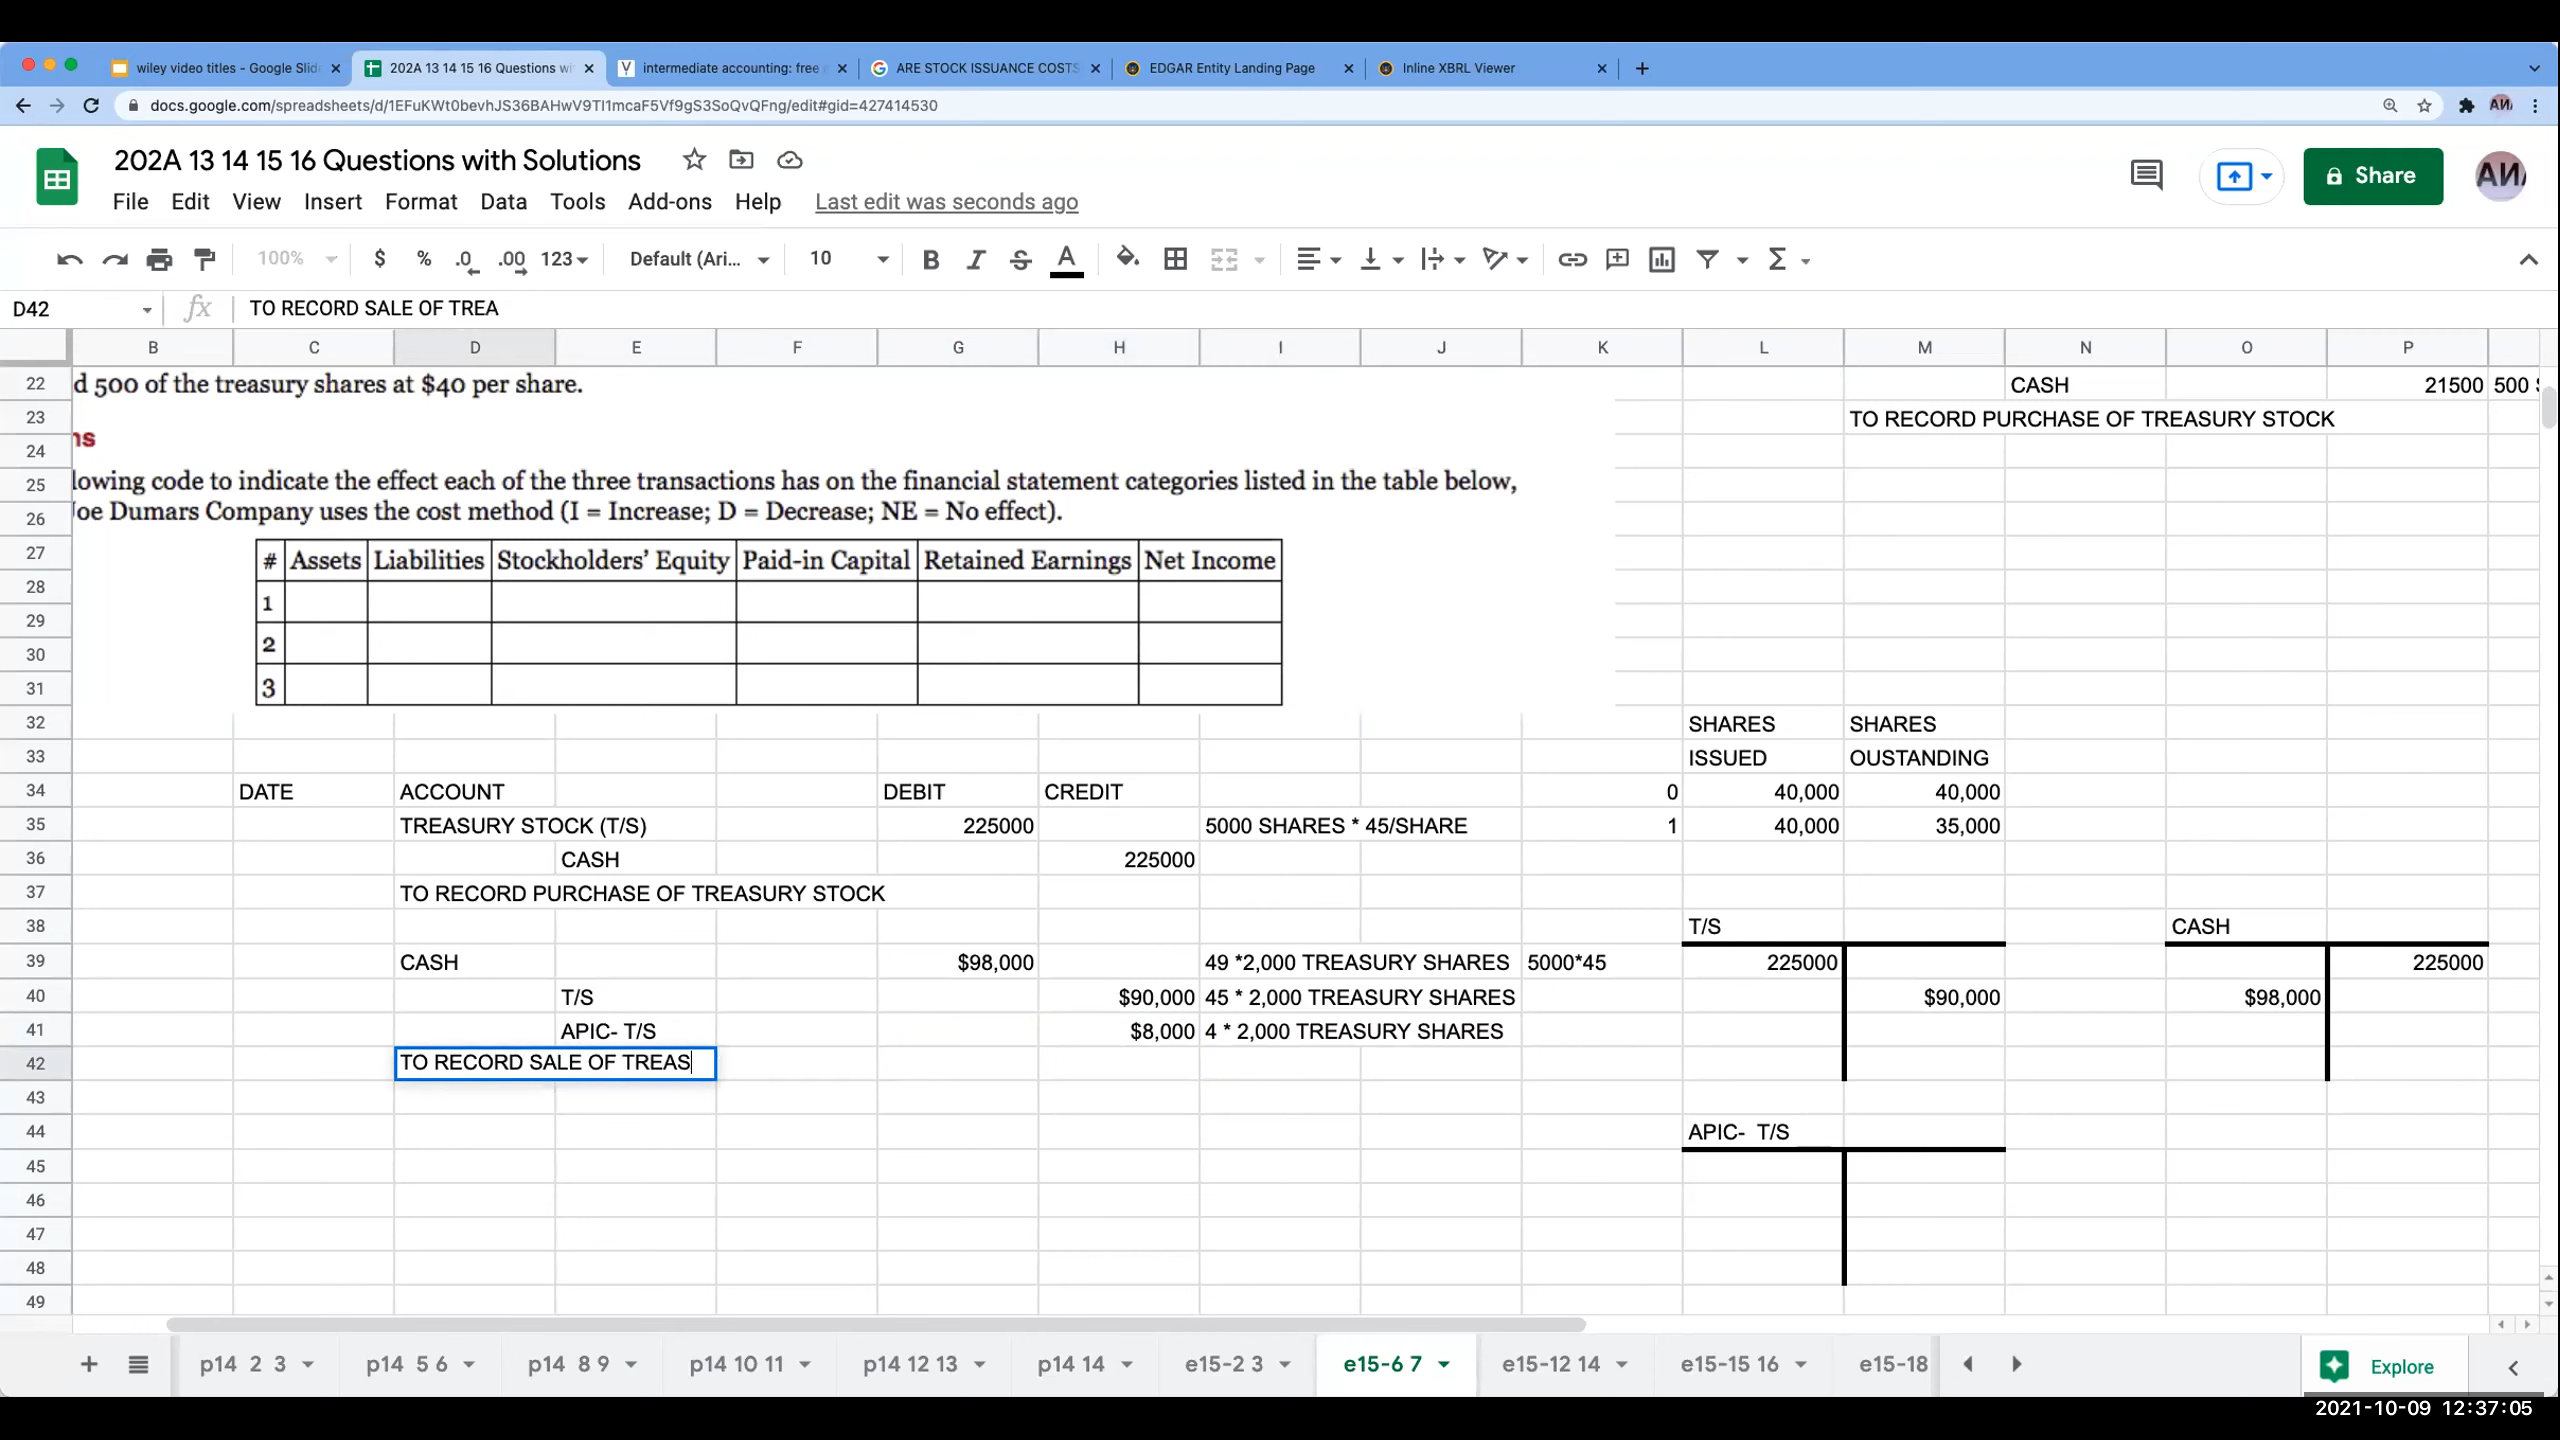 wiley video titles - Google Slid
202A 13 14 15 16 Questions wi
intermediate accounting: free
ARE STOCK ISSUANCE COSTS
EDGAR Entity Landing Page
Inline XBRL Viewer
docs.google.com/spreadsheets/d/1EFuKWt0bevhJS36BAHwV9TI1mcaF5Vf9gS3SoQvQFng/edit#gid=427414530
202A 13 14 15 16 Questions with Solutions
Share
File Edit View Insert Format Data Tools Add-ons Help Last edit was seconds ago
100% $ % .0 .00 123 Default (Ari... 10 B I S A
D42 fx TO RECORD SALE OF TREA
B C D E F G H I J K L M N O P
22 d 500 of the treasury shares at $40 per share. CASH 21500 500
23 TO RECORD PURCHASE OF TREASURY STOCK
24 ns
25 lowing code to indicate the effect each of the three transactions has on the financial statement categories listed in the table below,
26 Joe Dumars Company uses the cost method (I = Increase; D = Decrease; NE = No effect).
27 # Assets Liabilities Stockholders' Equity Paid-in Capital Retained Earnings Net Income
28 1
29
30 2
31 3
32 SHARES SHARES
33 ISSUED OUSTANDING
34 DATE ACCOUNT DEBIT CREDIT 0 40,000 40,000
35 TREASURY STOCK (T/S) 225000 5000 SHARES * 45/SHARE 1 40,000 35,000
36 CASH 225000
37 TO RECORD PURCHASE OF TREASURY STOCK
38 T/S CASH
39 CASH $98,000 49 *2,000 TREASURY SHARES 5000*45 225000 225000
40 T/S $90,000 45 * 2,000 TREASURY SHARES $90,000 $98,000
41 APIC- T/S $8,000 4 * 2,000 TREASURY SHARES
42 TO RECORD SALE OF TREAS
43
44 APIC- T/S
45
46
47
48
49
p14 2 3 p14 5 6 p14 8 9 p14 10 11 p14 12 13 p14 14 e15-2 3 e15-6 7 e15-12 14 e15-15 16 e15-18 Explore
2021-10-09 12:37:05